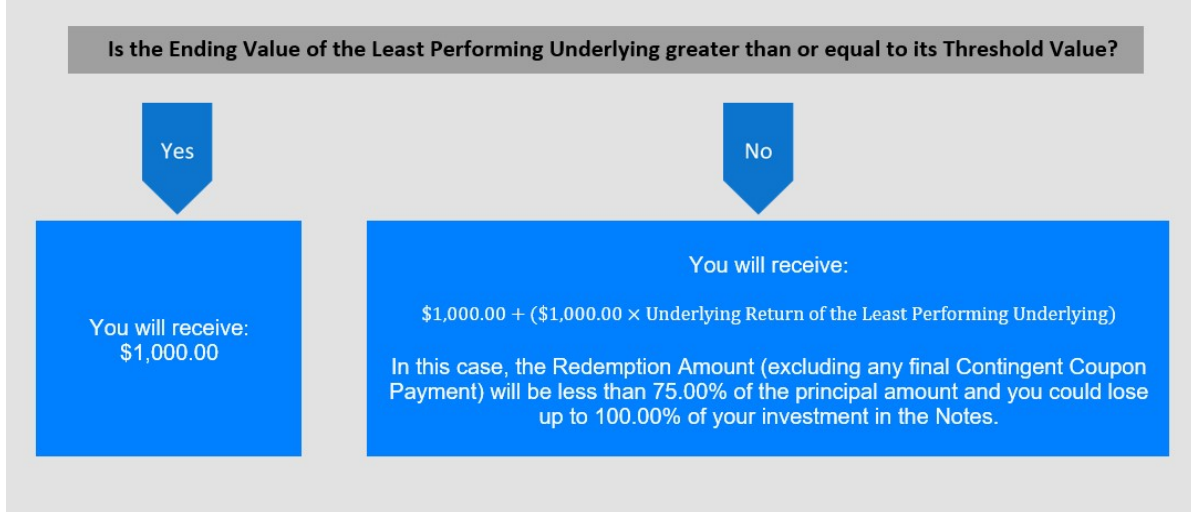 Is the Ending Value of the Least Performing Underlying greater than or equal to its Threshold Value?
Yes
No
You will receive:
$1,000.00
You will receive:
$1,000.00 + ($1,000.00 × Underlying Return of the Least Performing Underlying)
In this case, the Redemption Amount (excluding any final Contingent Coupon
Payment) will be less than 75.00% of the principal amount and you could lose
up to 100.00% of your investment in the Notes.